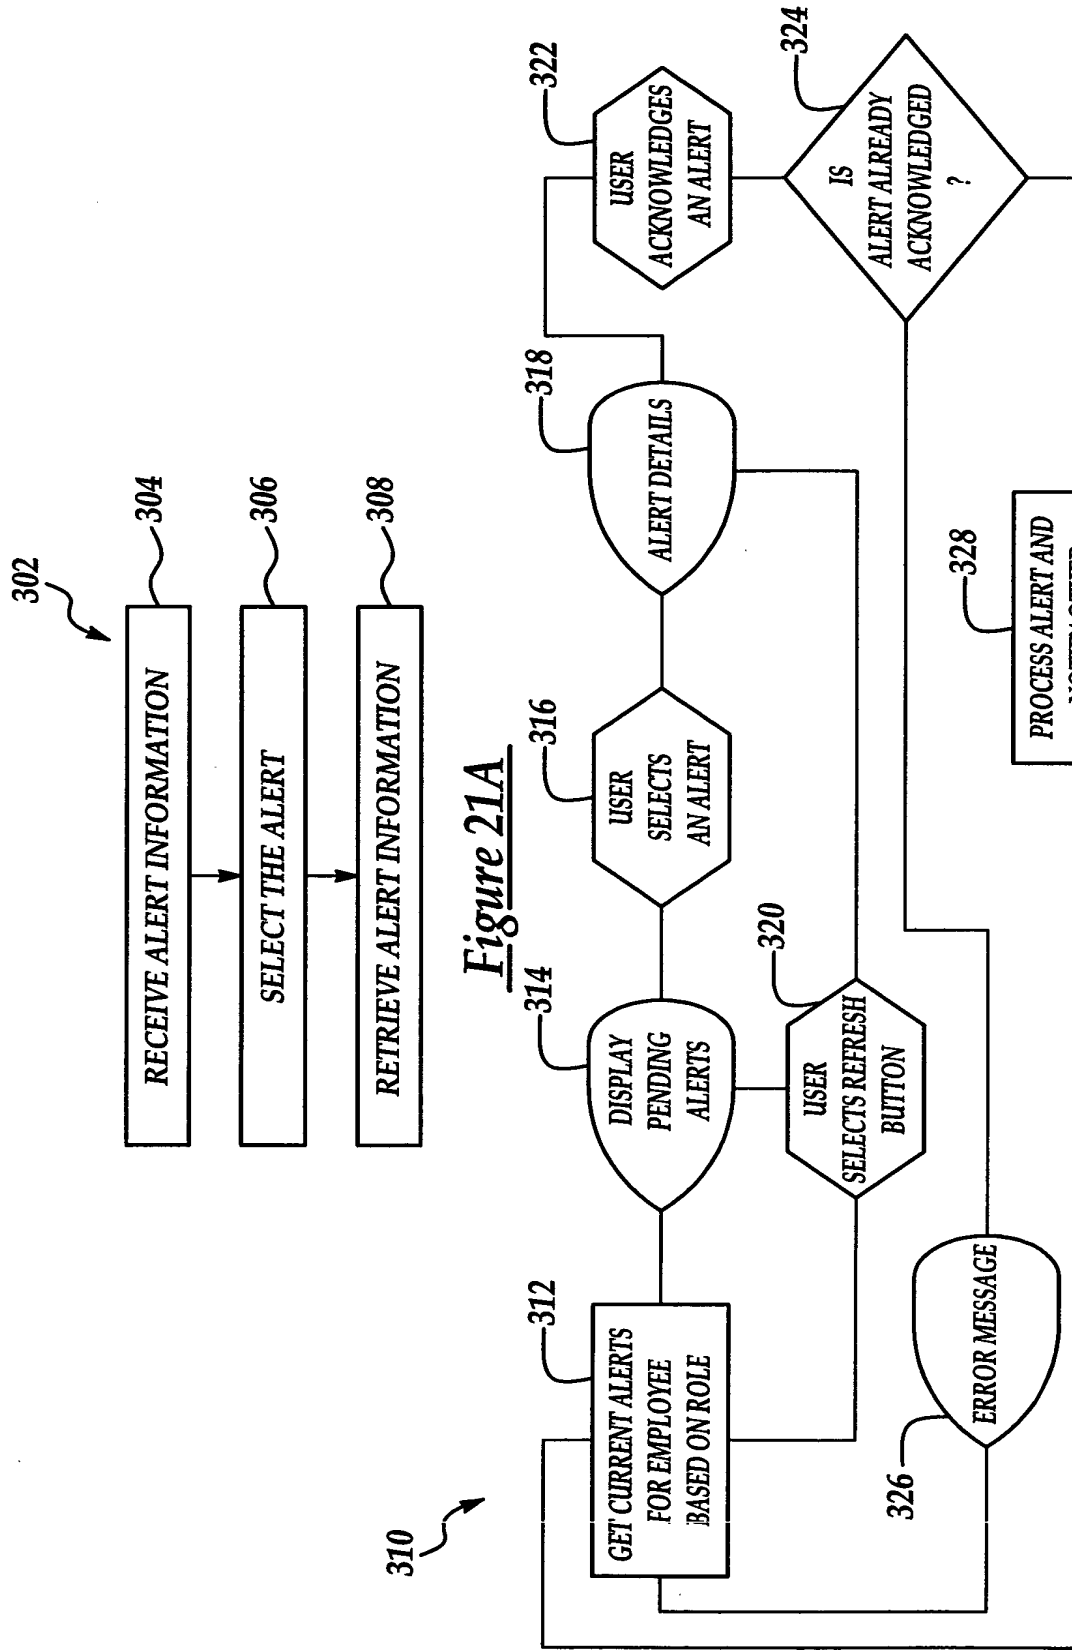 302
RECEIVE ALERT INFORMATION
304
SELECT THE ALERT
306
RETRIEVE ALERT INFORMATION
308
Figure 21A
310
GET CURRENT ALERTS
FOR EMPLOYEE
BASED ON ROLE
312
DISPLAY
PENDING
ALERTS
314
USER
SELECTS
AN ALERT
316
ALERT DETAILS
318
USER
ACKNOWLEDGES
AN ALERT
322
USER
SELECTS REFRESH
BUTTON
320
IS
ALERT ALREADY
ACKNOWLEDGED
?
324
ERROR MESSAGE
326
PROCESS ALERT AND
328